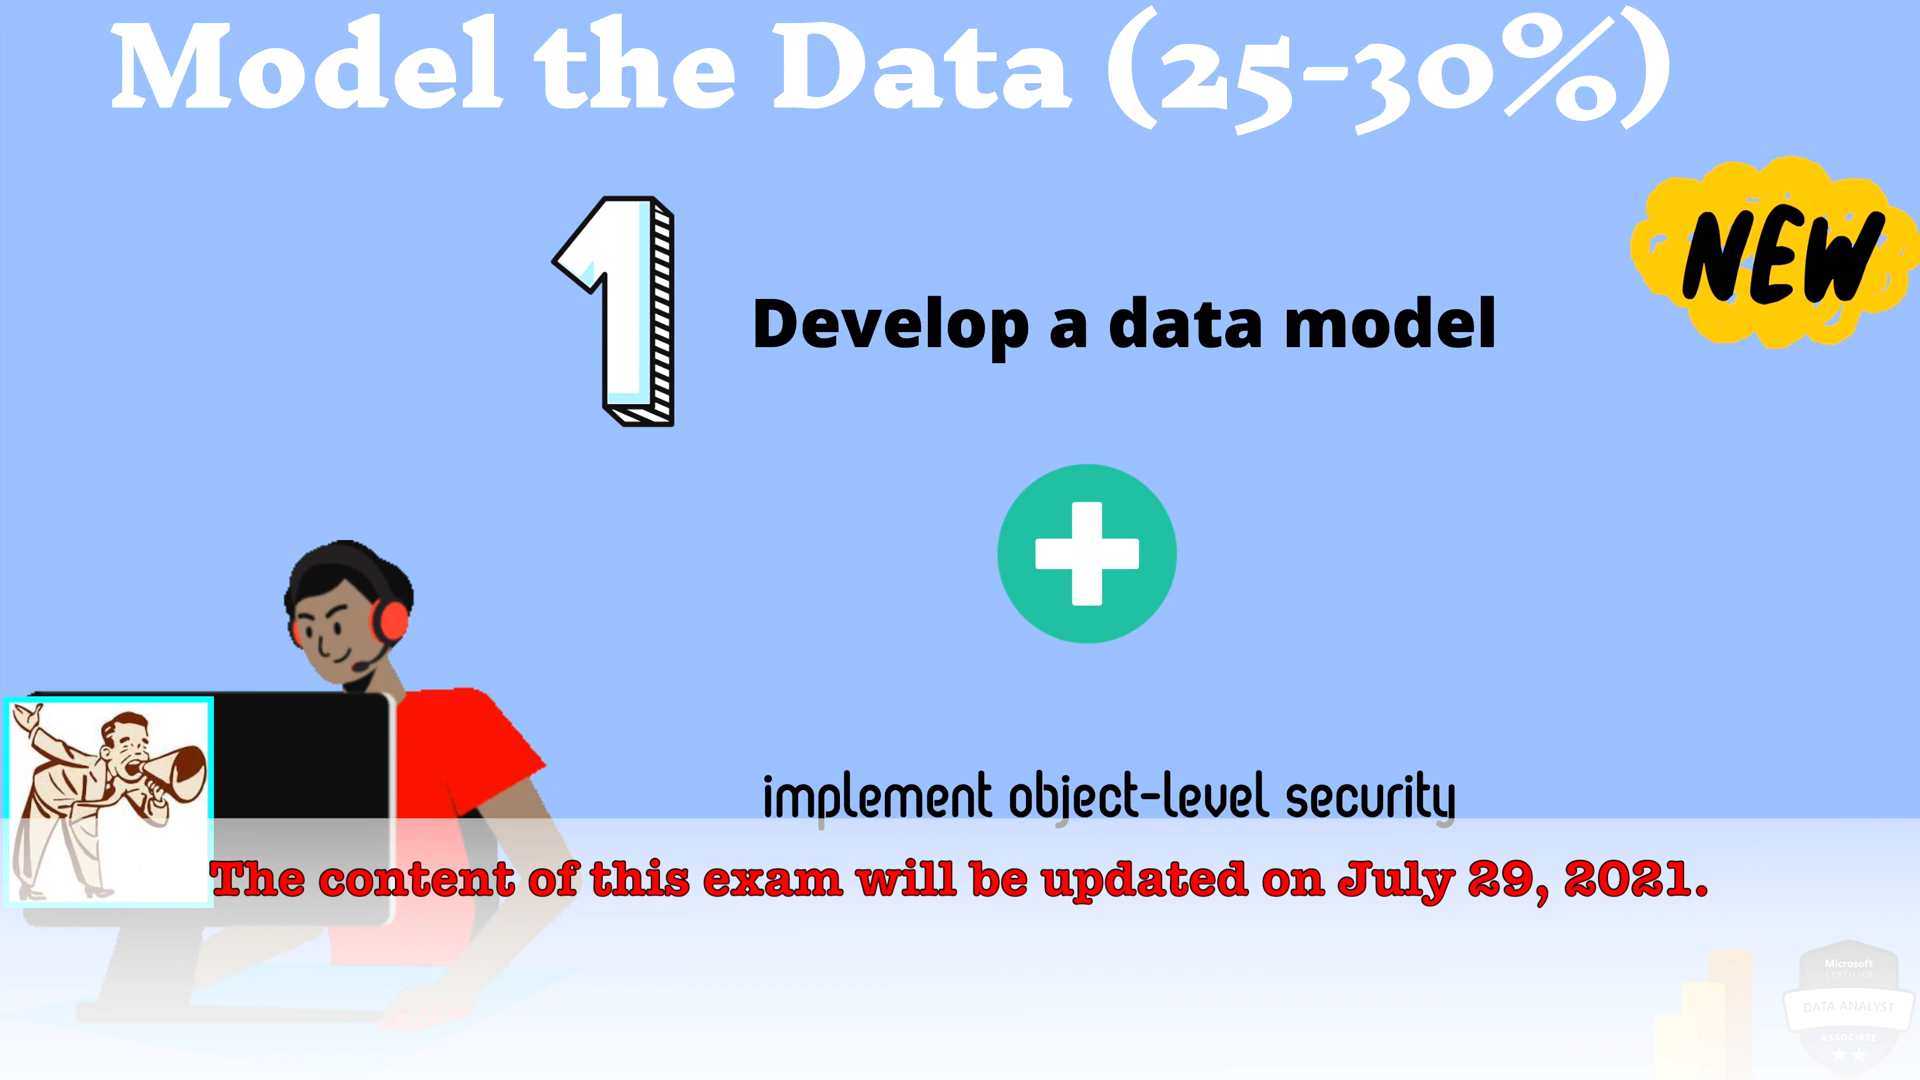 Model the Data (25-30%)
NEW
1
Develop a data model
implement object-level security
The content of this exam will be updated on July 29, 2021.
Microsoft
CERTIFIED
DATA ANALYST
ASSOCIATE